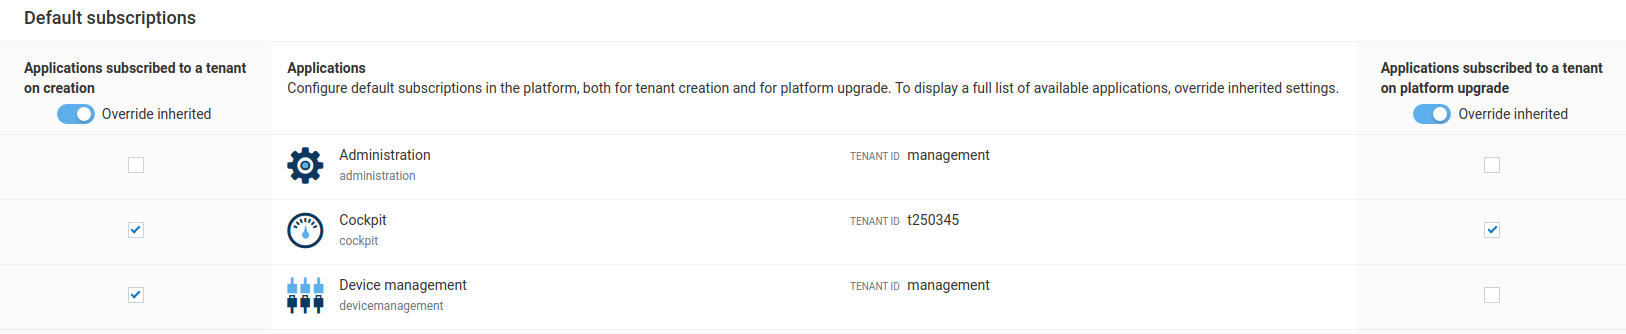 Default subscriptions
Applications subscribed to a tenant
on creation
Override inherited
Applications
Configure default subscriptions in the platform, both for tenant creation and for platform upgrade. To display a full list of available applications, override inherited settings.
Applications subscribed to a tenant
on platform upgrade
Override inherited
Administration
administration
TENANT ID management
Cockpit
cockpit
TENANT ID t250345
Device management
devicemanagement
TENANT ID management